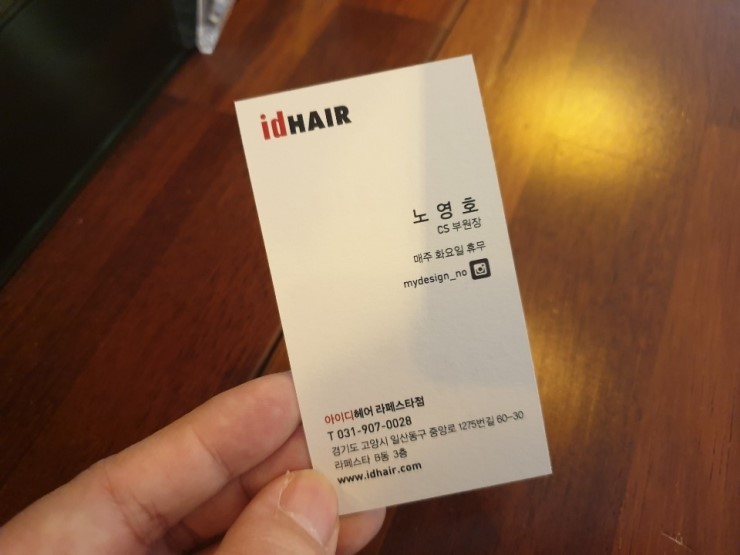 idHAIR
노영호
CS 부원장
매주 화요일 휴무
mydesign_no
아이디헤어 라페스타점
T 031-907-0028
경기도 고양시 일산동구 중앙로 1275번길 60-30
라페스타 B동 3층
www.idhair.com